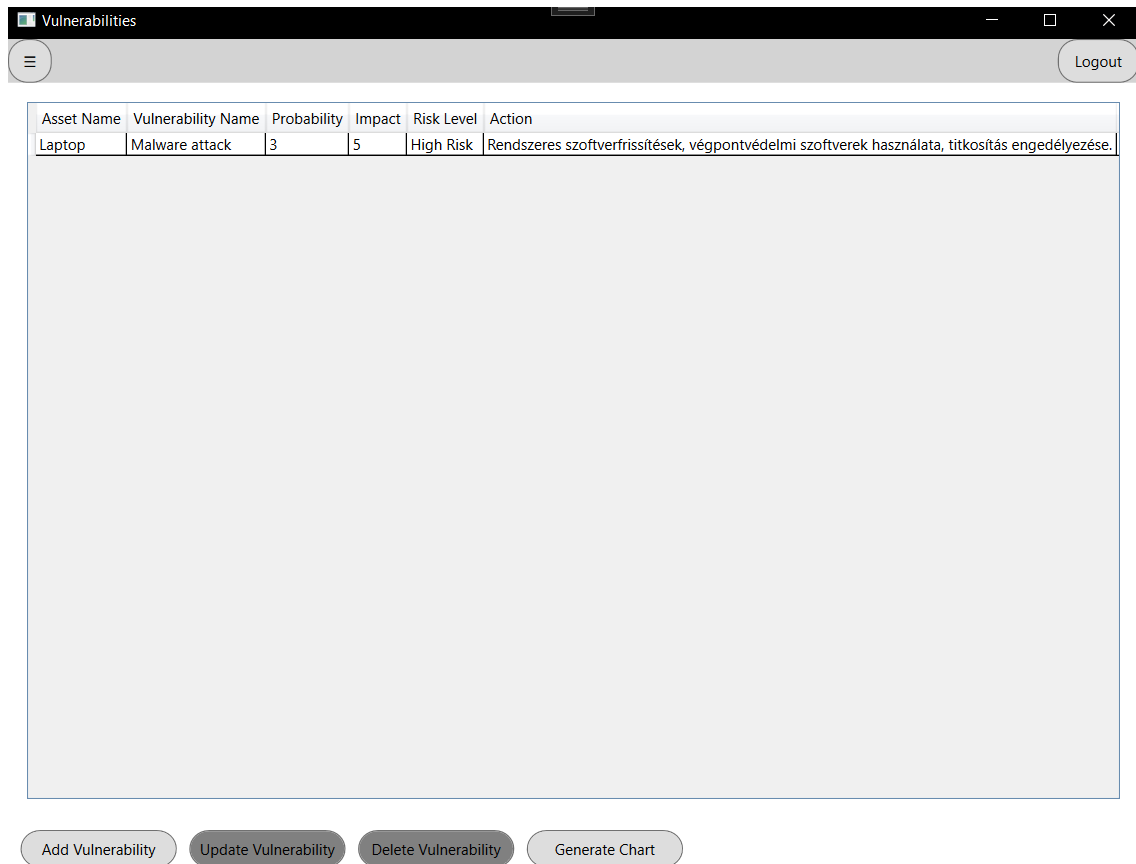 Vulnerabilities
☰ Logout
Asset Name Vulnerability Name Probability Impact Risk Level Action
Laptop Malware attack 3 5 High Risk Rendszeres szoftverfrissítések, végpontvédelmi szoftverek használata, titkosítás engedélyezése.
Add Vulnerability Update Vulnerability Delete Vulnerability Generate Chart